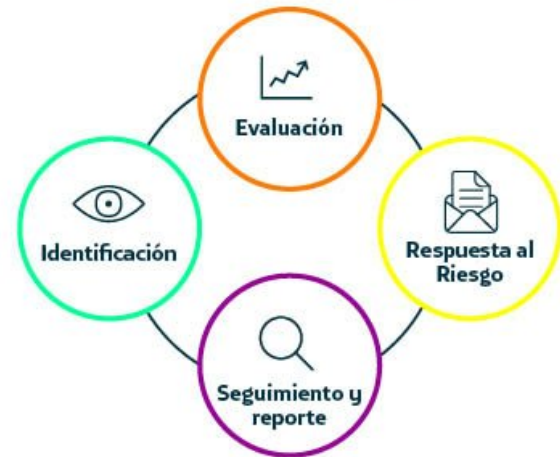 Evaluación
Identificación
Respuesta al
Riesgo
Seguimiento y
reporte